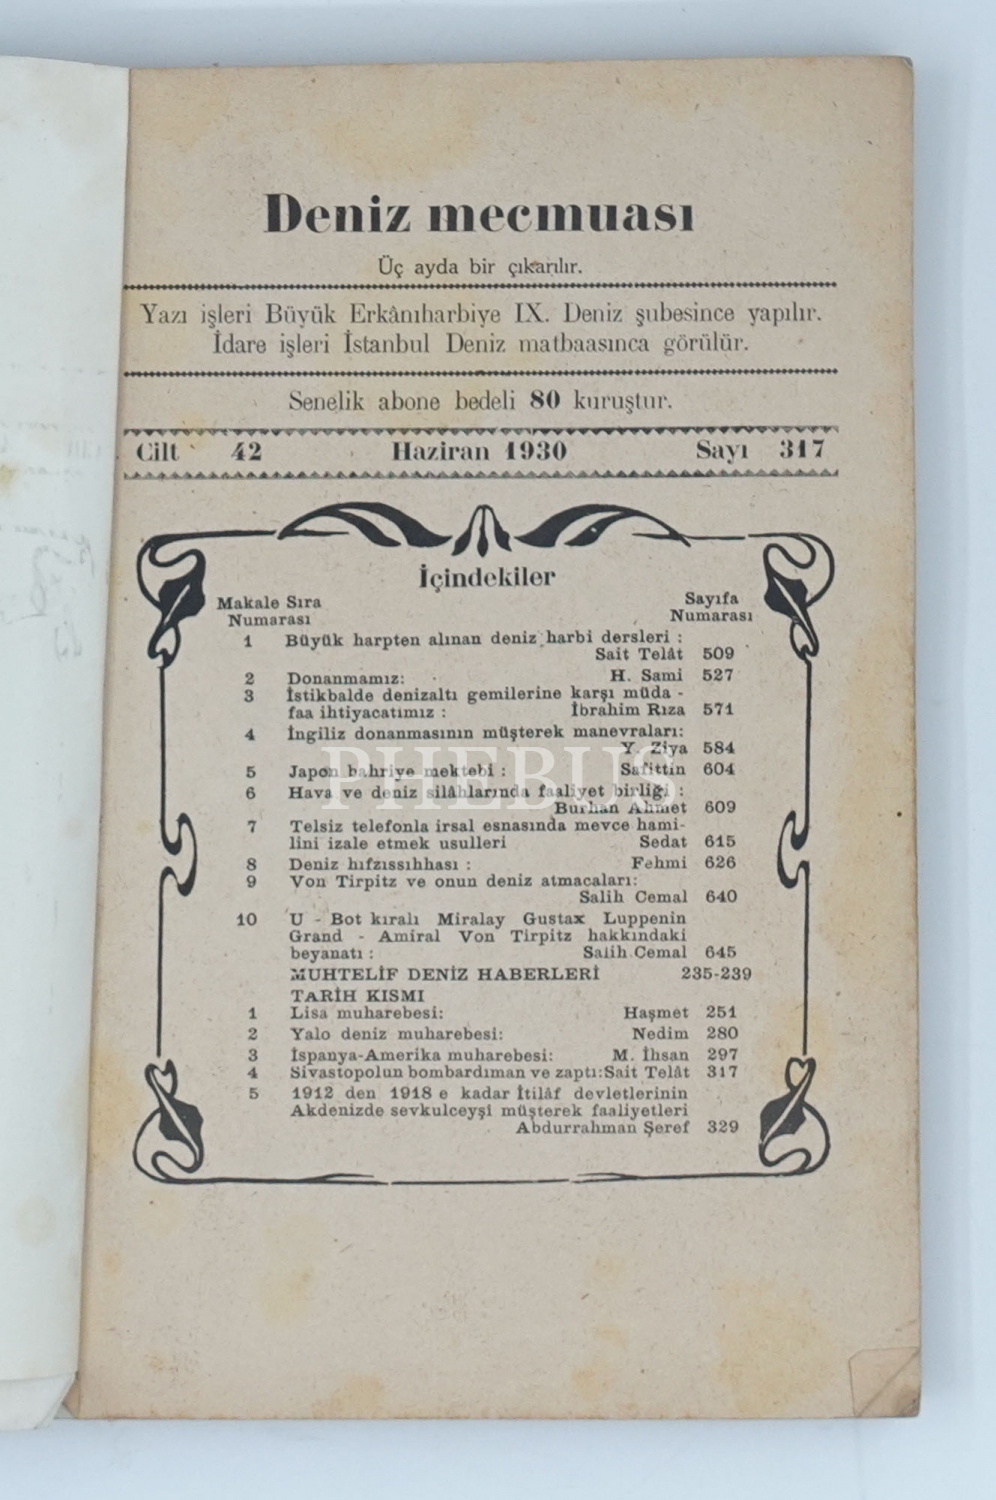 Deniz mecmuası
Üç ayda bir çıkarılır.
Yazı işleri Büyük Erkânıharbiye IX. Deniz şubesince yapılır.
İdare işleri İstanbul Deniz matbaasınca görülür.
Senelik abone bedeli 80 kuruştur.
Cilt 42 Haziran 1930 Sayı 317
İçindekiler
Makale Sıra Sayıfa
Numarası Numarası
1 Büyük harpten alınan deniz harbi dersleri :
Sait Telât 509
2 Donanmamız: H. Sami 527
3 İstikbalde denizaltı gemilerine karşı müda -
faa ihtiyacatımız : İbrahim Rıza 571
4 İngiliz donanmasının müşterek manevraları:
Y. Ziya 584
PHEBUS
5 Japon bahriye mektebi : Safittin 604
6 Hava ve deniz silâhlarında faaliyet birliği :
Burhan Ahmet 609
7 Telsiz telefonla irsal esnasında mevce hami-
lini izale etmek usulleri Sedat 615
8 Deniz hıfzıssıhhası : Fehmi 626
9 Von Tirpitz ve onun deniz atmacaları:
Salih Cemal 640
10 U - Bot kıralı Miralay Gustax Luppenin
Grand - Amiral Von Tirpitz hakkındaki
beyanatı : Salih Cemal 645
MUHTELİF DENİZ HABERLERİ 235-239
TARİH KISMI
1 Lisa muharebesi: Haşmet 251
2 Yalo deniz muharebesi: Nedim 280
3 İspanya-Amerika muharebesi: M. İhsan 297
4 Sivastopolun bombardıman ve zaptı: Sait Telât 317
5 1912 den 1918 e kadar İtilâf devletlerinin
Akdenizde sevkulceyşi müşterek faaliyetleri
Abdurrahman Şeref 329